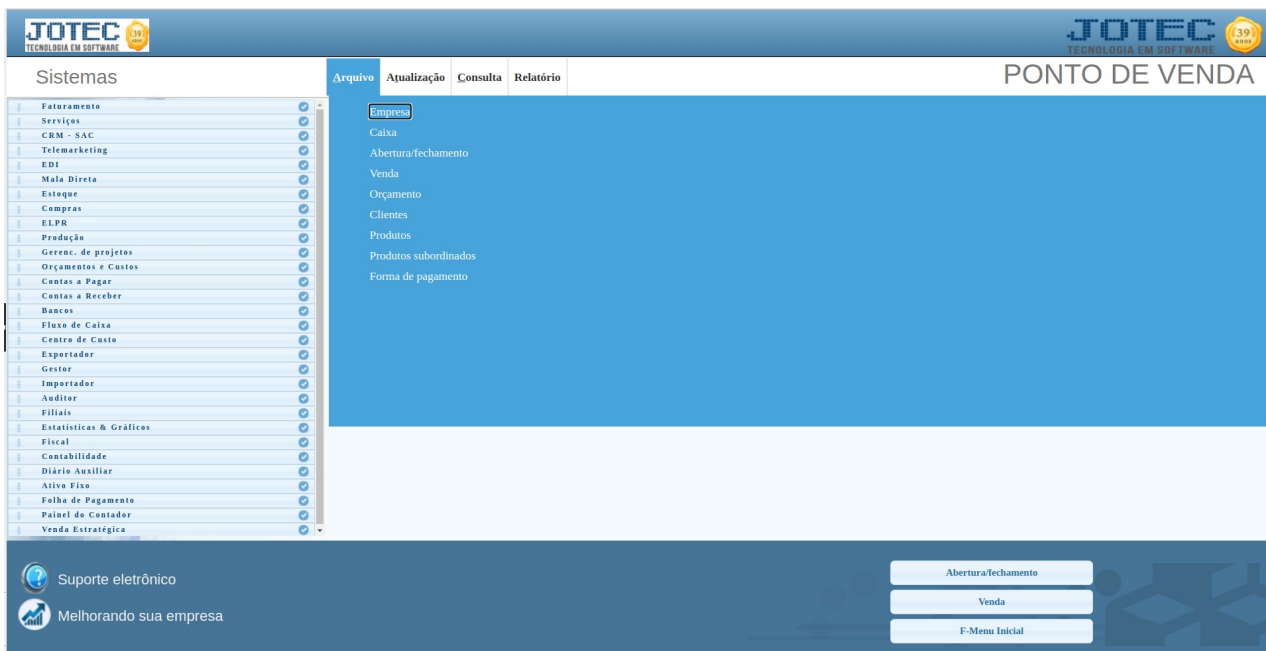 JOTEC 39
TECNOLOGIA EM SOFTWARE
JOTEC 39 anos
TECNOLOGIA EM SOFTWARE
Sistemas
Arquivo Atualização Consulta Relatório
PONTO DE VENDA
Faturamento
Serviços
CRM - SAC
Telemarketing
EDI
Mala Direta
Estoque
Compras
ELPR
Produção
Gerenc. de projetos
Orçamentos e Custos
Contas a Pagar
Contas a Receber
Bancos
Fluxo de Caixa
Centro de Custo
Exportador
Gestor
Importador
Auditor
Filiais
Estatísticas & Gráficos
Fiscal
Contabilidade
Diário Auxiliar
Ativo Fixo
Folha de Pagamento
Painel do Contador
Venda Estratégica
Empresa
Caixa
Abertura/fechamento
Venda
Orçamento
Clientes
Produtos
Produtos subordinados
Forma de pagamento
Suporte eletrônico
Melhorando sua empresa
Abertura/fechamento
Venda
F-Menu Inicial